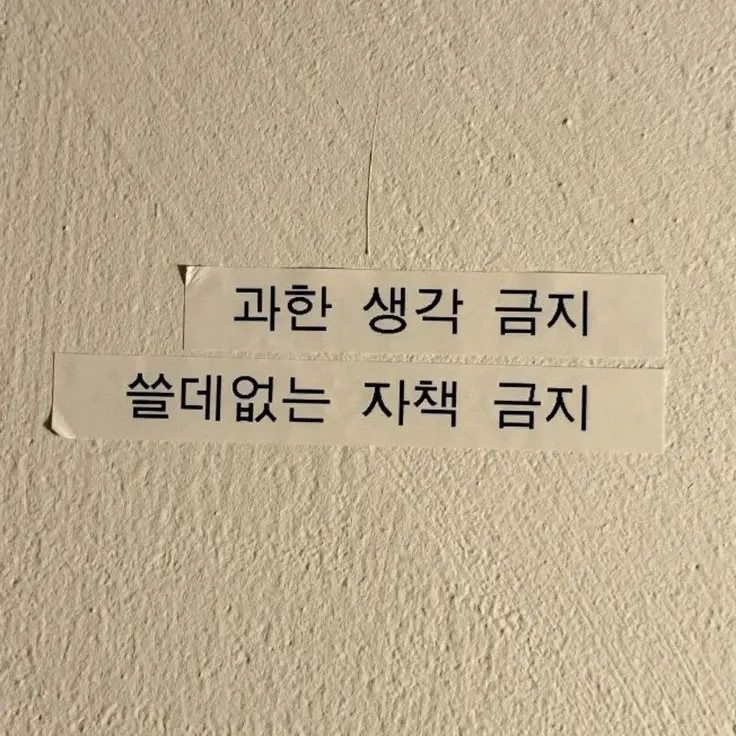 과한 생각 금지
쓸데없는 자책 금지